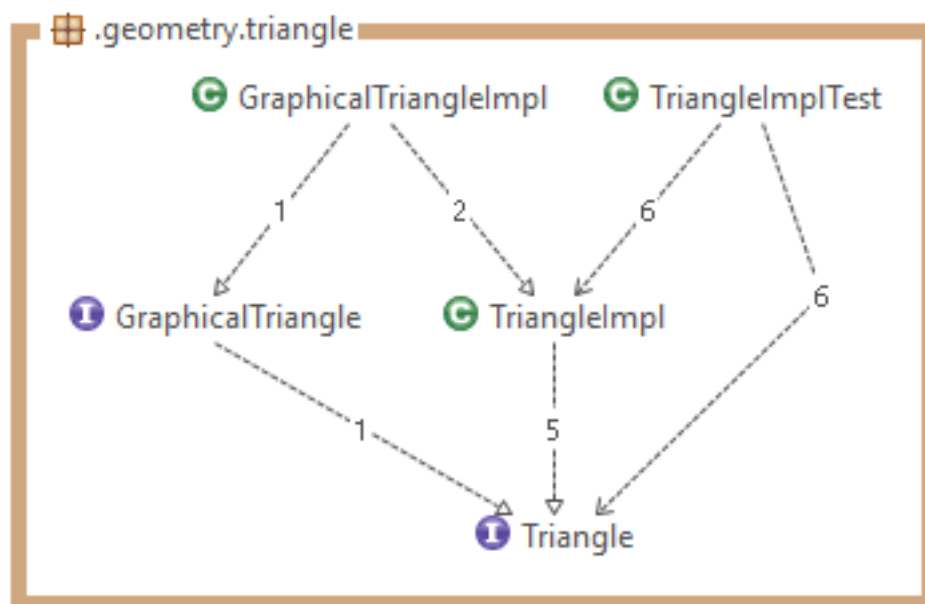 .geometry.triangle
C GraphicalTriangleImpl C TriangleImplTest
1 2 6
6
I GraphicalTriangle C TriangleImpl
1 5
I Triangle